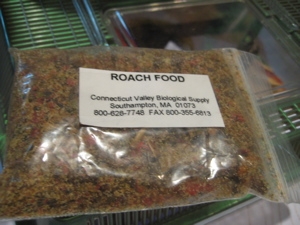 ROACH FOOD
Connecticut Valley Biological Supply
Southampton, MA 01073
800-628-7748 FAX 800-355-6813